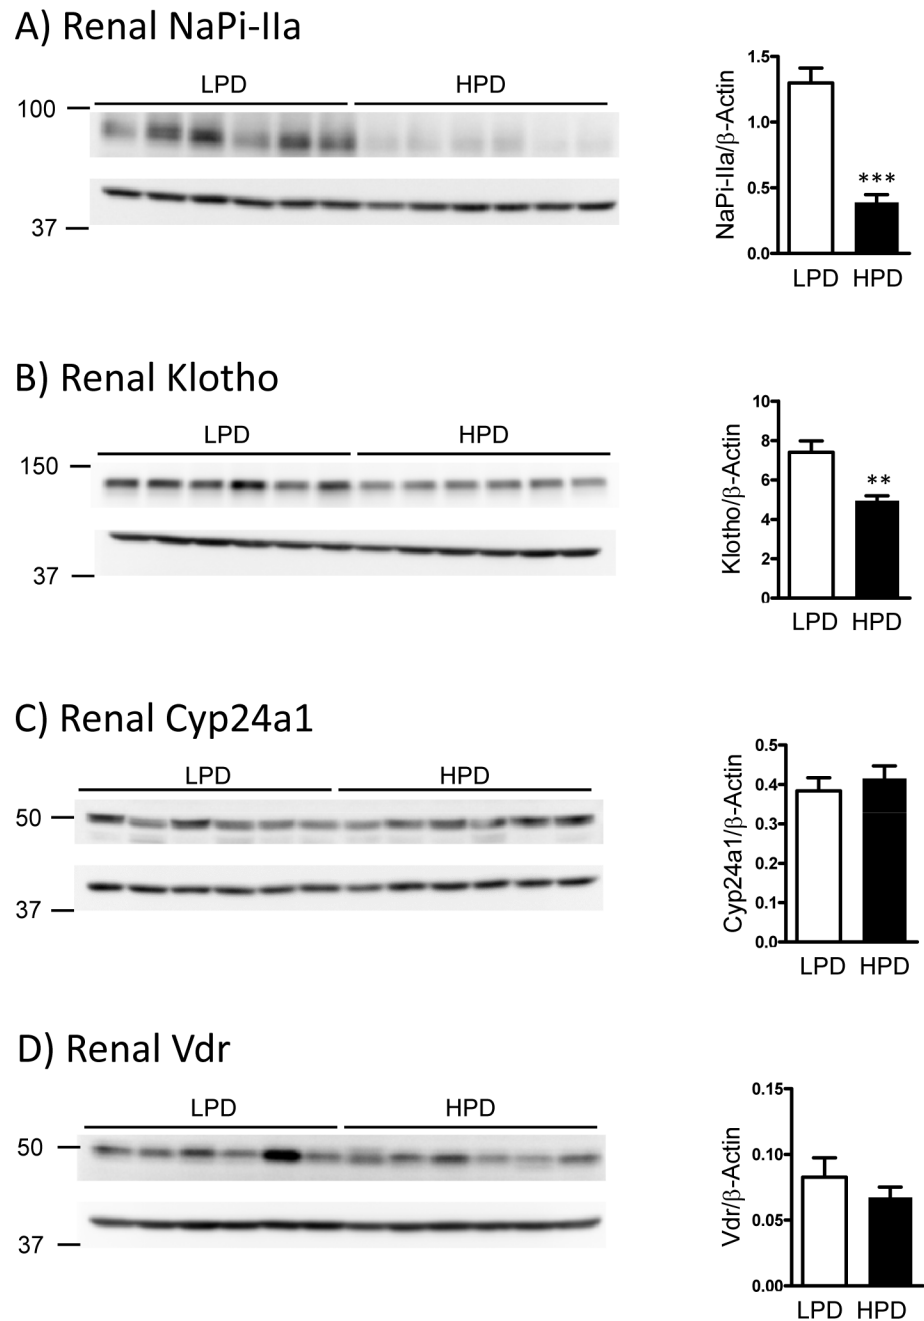 A) Renal NaPi-IIa
LPD HPD
100
37
NaPi-IIa/β-Actin
1.5
1.0
0.5
0.0
***
LPD HPD
B) Renal Klotho
LPD HPD
150
37
Klotho/β-Actin
10
8
6
4
2
0
**
LPD HPD
C) Renal Cyp24a1
LPD HPD
50
37
Cyp24a1/β-Actin
0.5
0.4
0.3
0.2
0.1
0.0
LPD HPD
D) Renal Vdr
LPD HPD
50
37
Vdr/β-Actin
0.15
0.10
0.05
0.00
LPD HPD